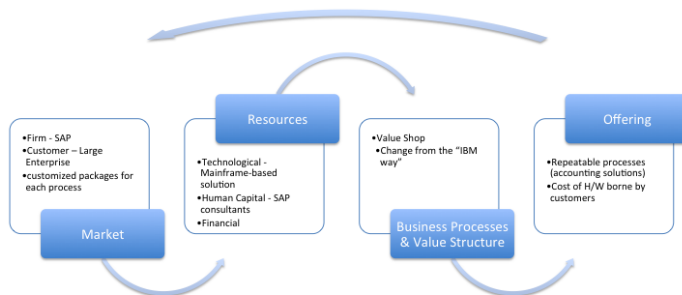 •Firm - SAP
•Customer – Large
Enterprise
•customized packages for
each process
Market
Resources
•Technological -
Mainframe-based
solution
•Human Capital - SAP
consultants
•Financial
•Value Shop
•Change from the “IBM
way”
Business Processes
& Value Structure
Offering
•Repeatable processes
(accounting solutions)
•Cost of H/W borne by
customers